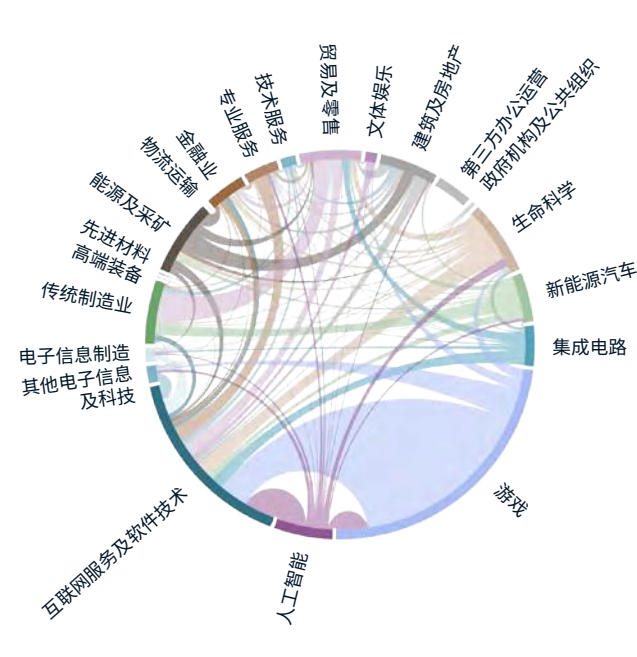 贸易及零售
文体娱乐
建筑及房地产
第三方办公运营
政府机构及公共组织
生命科学
新能源汽车
集成电路
游戏
人工智能
互联网服务及软件技术
其他电子信息
及科技
电子信息制造
传统制造业
高端装备
先进材料
能源及采矿
物流运输
金融业
专业服务
技术服务